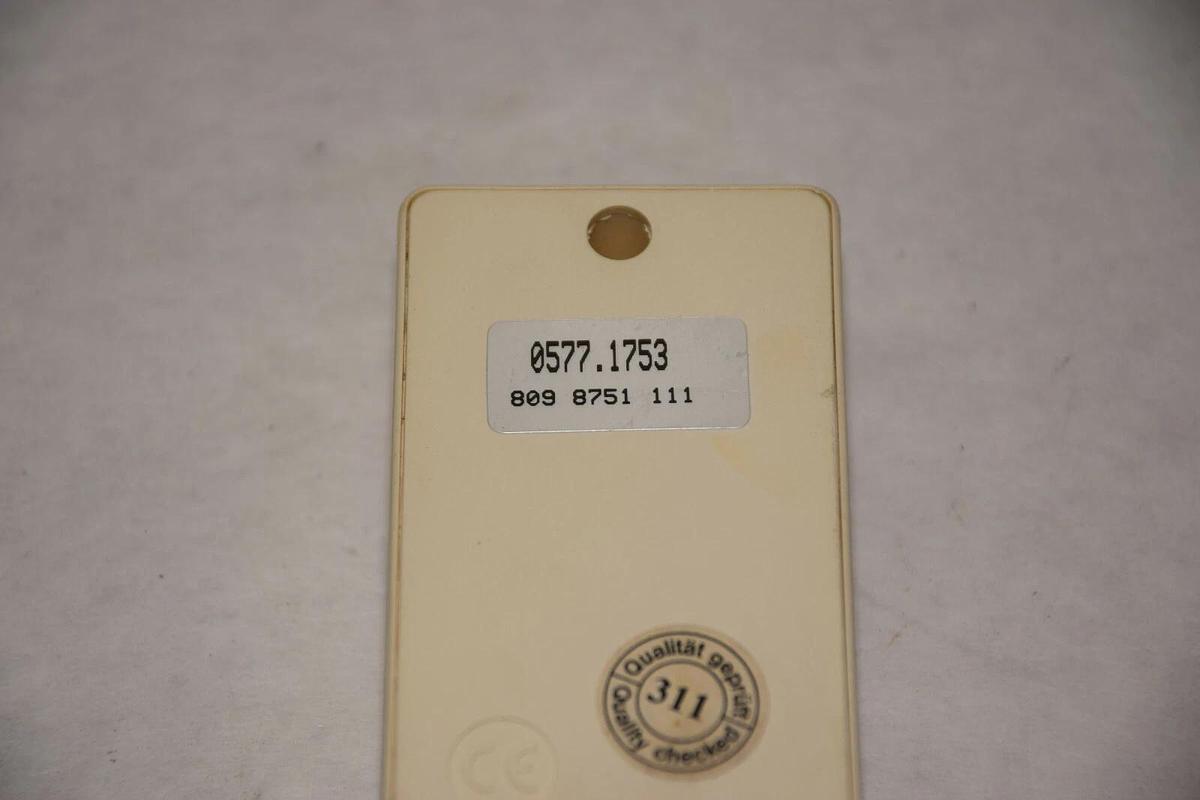 0577.1753
809 8751 111
Qualität geprüft
311
Quality checked
CE